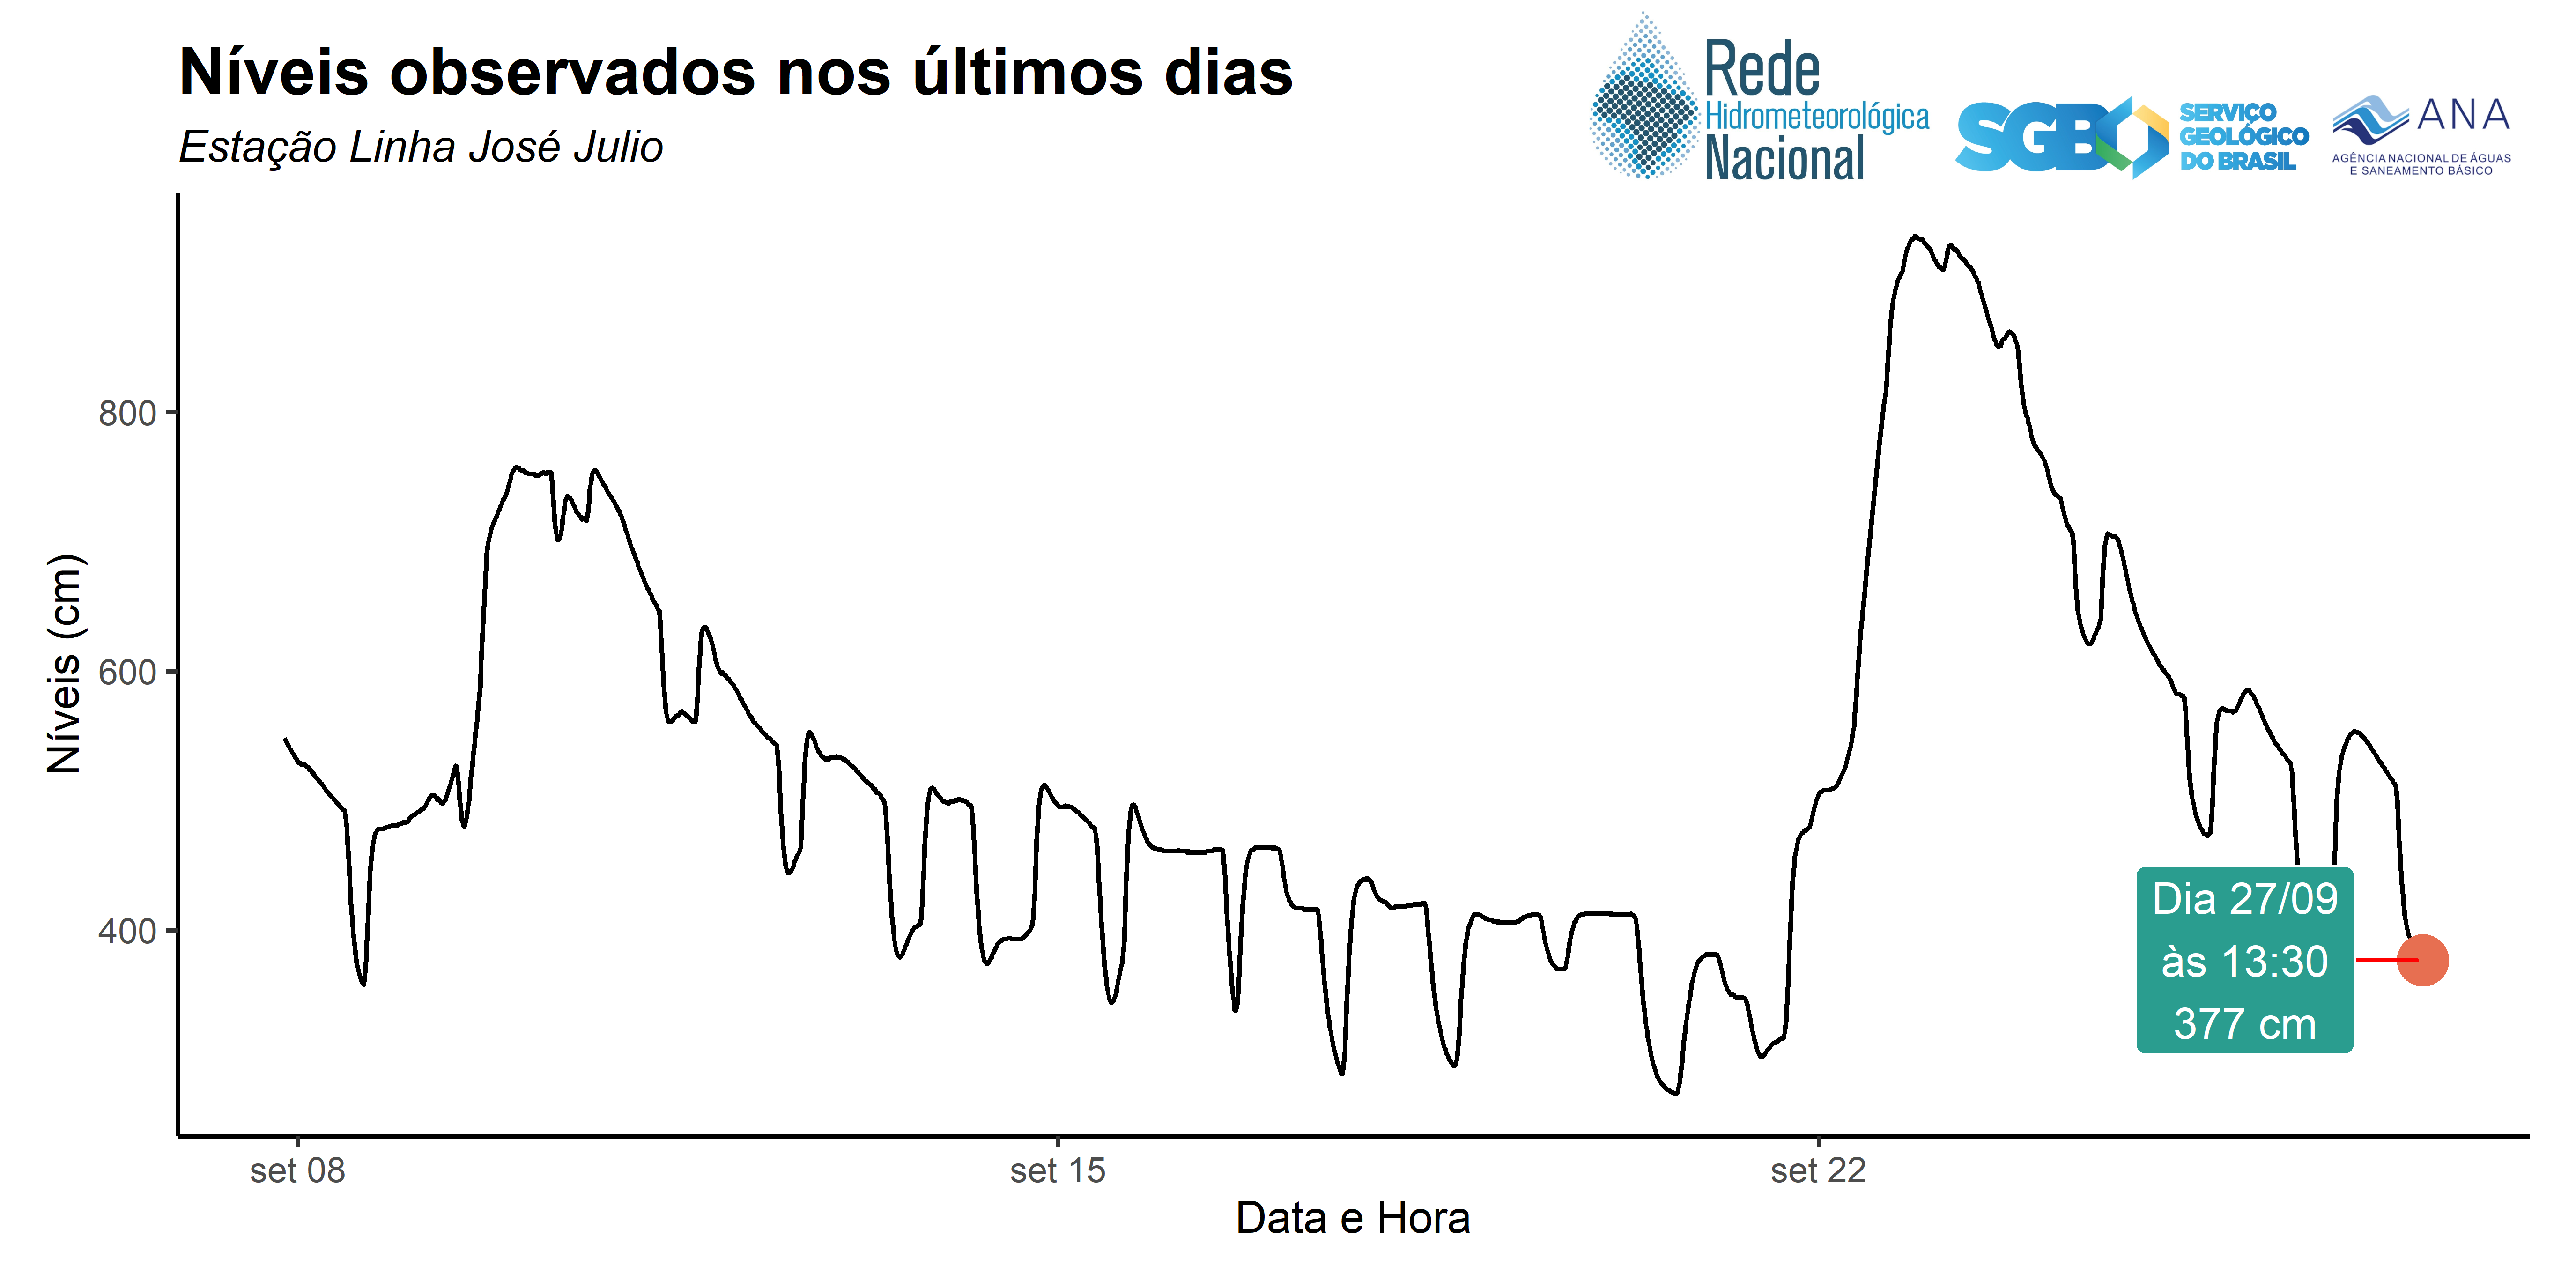 Níveis observados nos últimos dias
Estação Linha José Julio
Rede
Hidrometeorológica
Nacional
SGB
SERVIÇO
GEOLÓGICO
DO BRASIL
ANA
AGÊNCIA NACIONAL DE ÁGUAS
E SANEAMENTO BÁSICO
Níveis (cm)
800
600
400
Dia 27/09
às 13:30
377 cm
set 08
set 15
set 22
Data e Hora